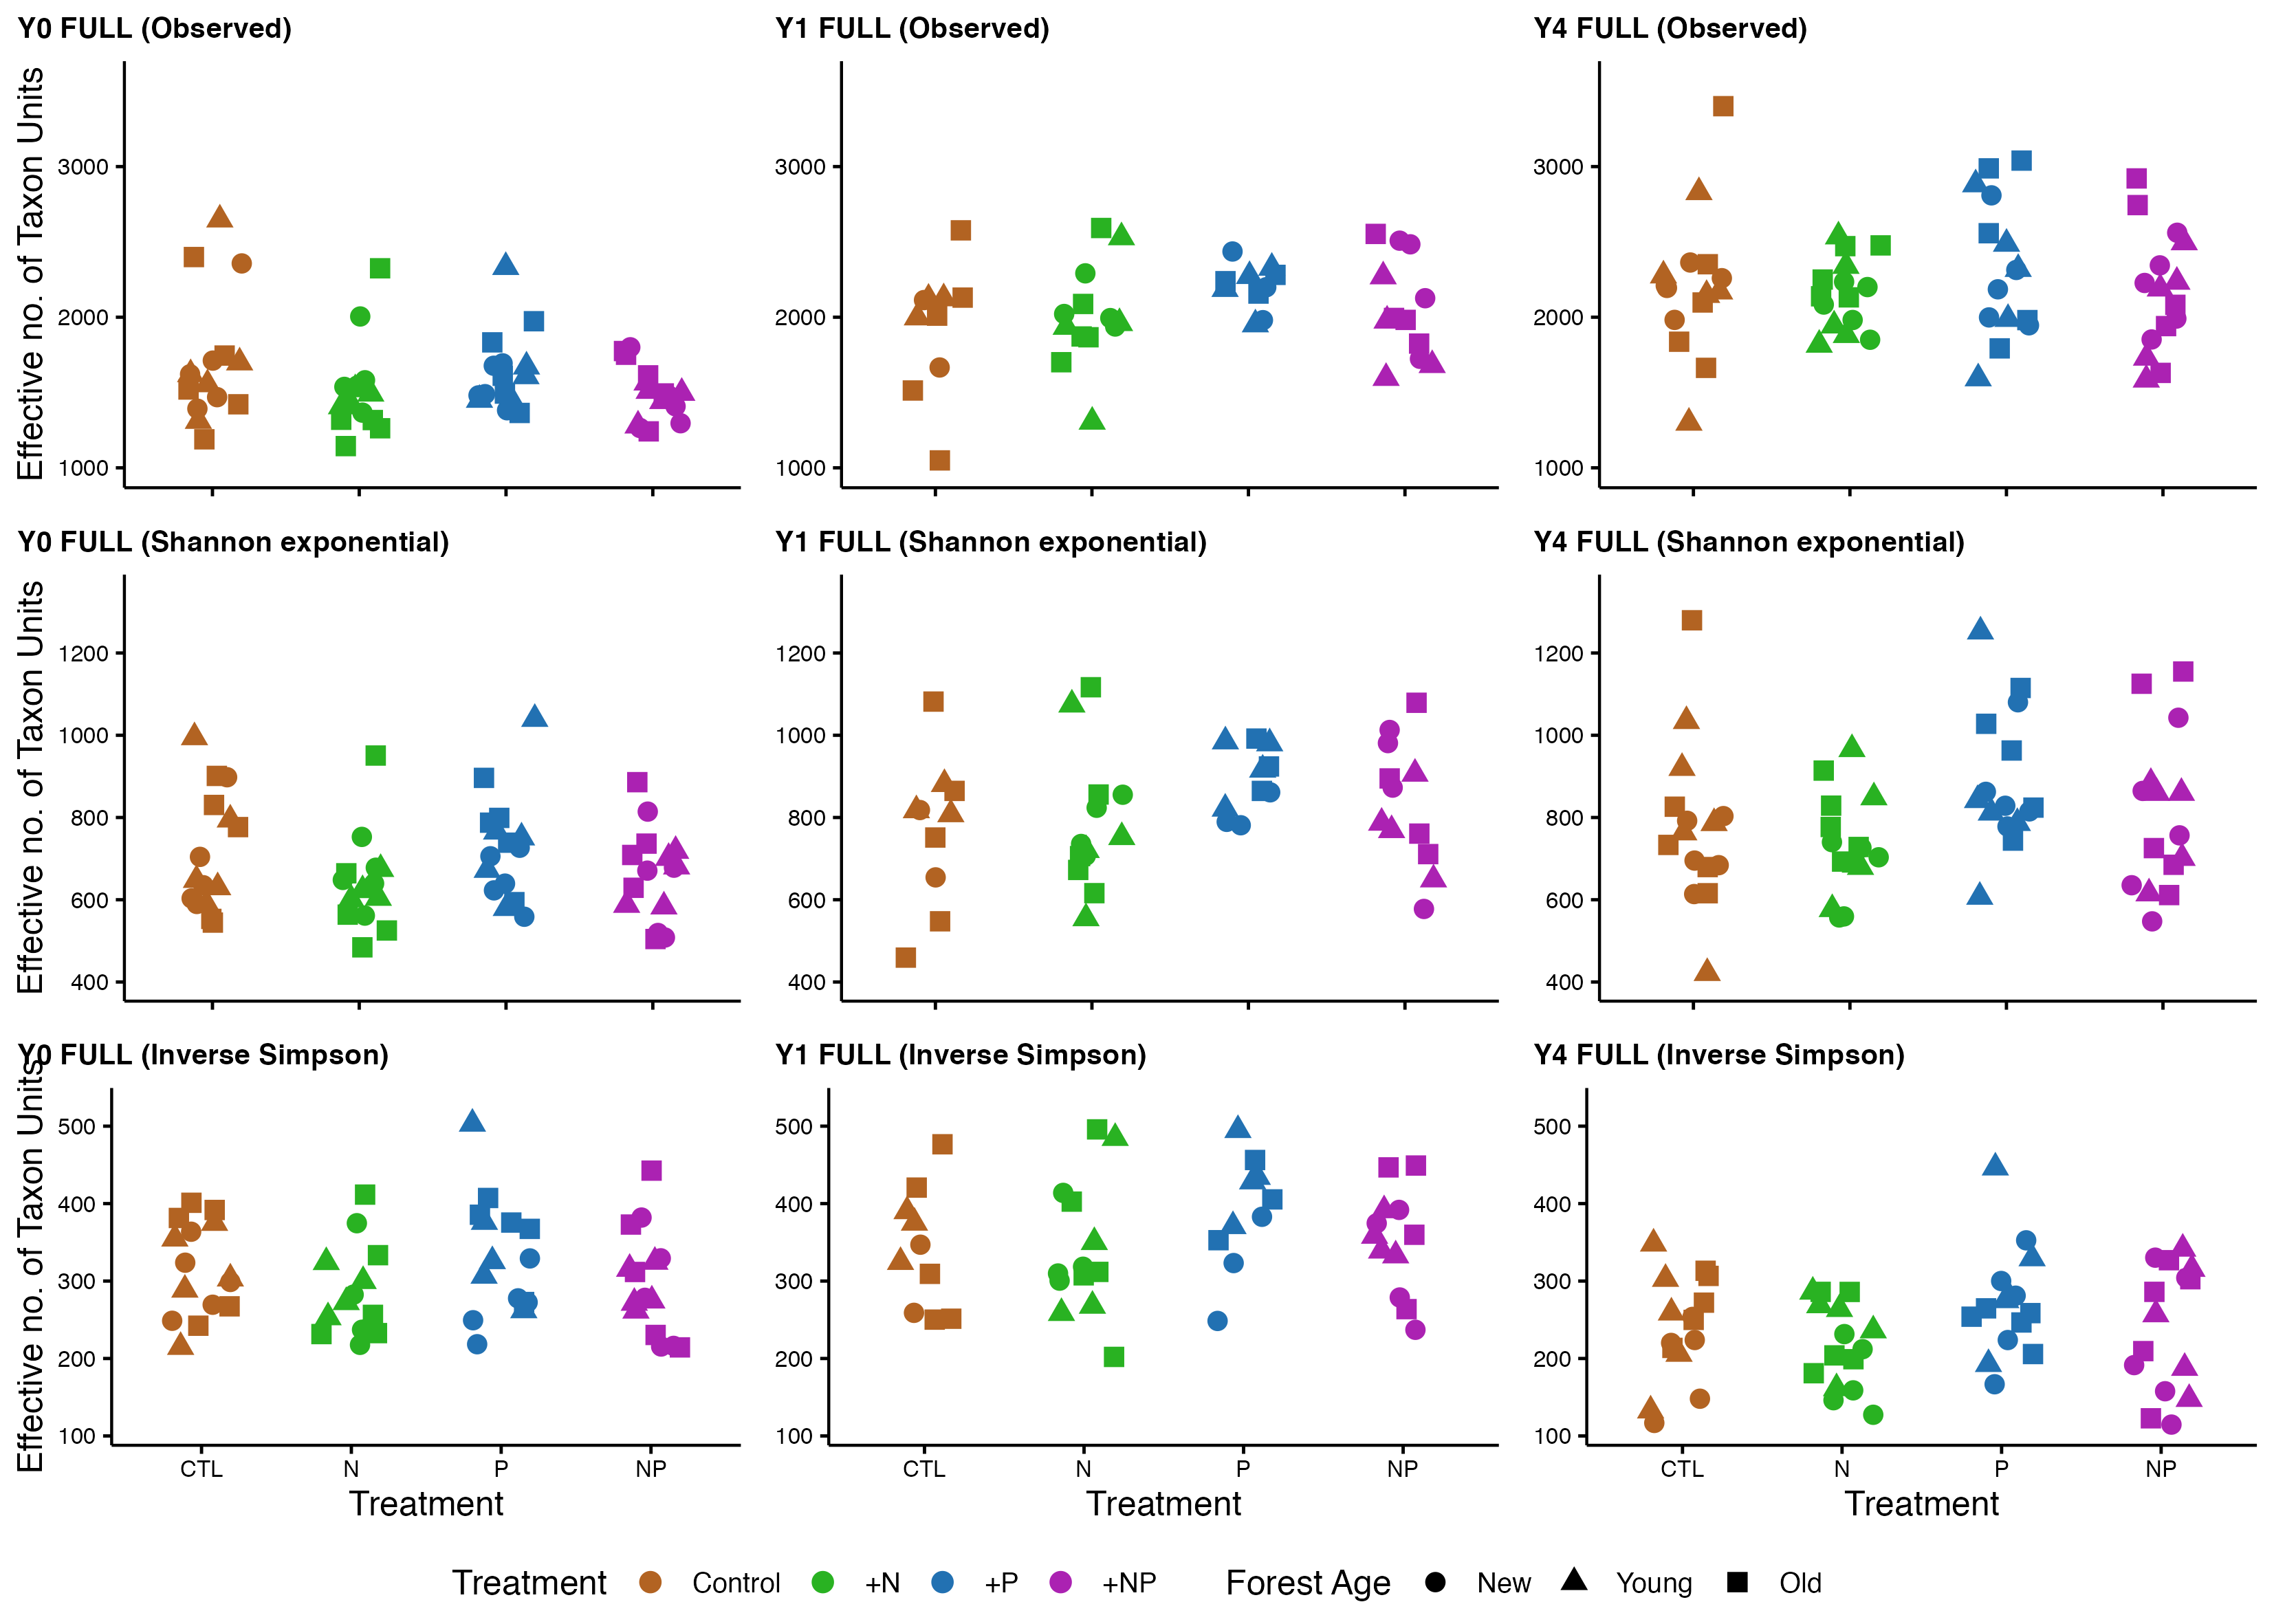 Y0 FULL (Observed)
Y1 FULL (Observed)
Y4 FULL (Observed)
Effective no. of Taxon Units
3000
2000
1000
3000
2000
1000
3000
2000
1000
Y0 FULL (Shannon exponential)
Y1 FULL (Shannon exponential)
Y4 FULL (Shannon exponential)
Effective no. of Taxon Units
1200
1000
800
600
400
1200
1000
800
600
400
1200
1000
800
600
400
Y0 FULL (Inverse Simpson)
Y1 FULL (Inverse Simpson)
Y4 FULL (Inverse Simpson)
Effective no. of Taxon Units
500
400
300
200
100
500
400
300
200
100
500
400
300
200
100
CTL N P NP
CTL N P NP
CTL N P NP
Treatment
Treatment
Treatment
Treatment Control +N +P +NP Forest Age New Young Old